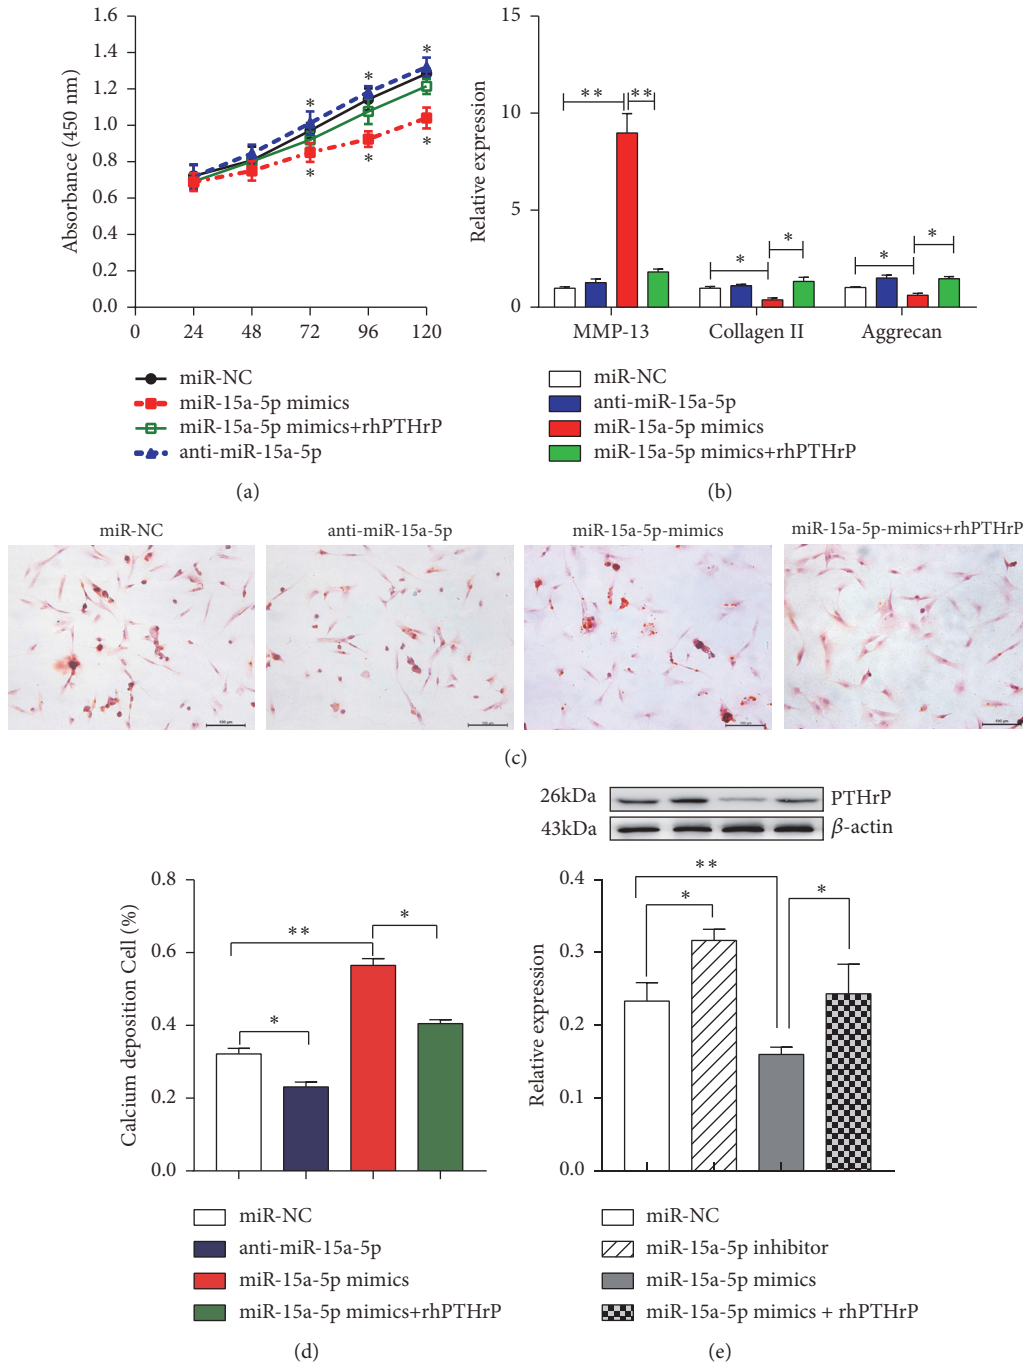 1.6
1.4
1.2
1.0
0.8
0.6
0.4
0.2
0.0
Absorbance (450 nm)
* * *
* * *
0 24 48 72 96 120
miR-NC
miR-15a-5p mimics
miR-15a-5p mimics+rhPTHrP
anti-miR-15a-5p
(a)
15
10
5
0
Relative expression
** **
* *
* *
MMP-13 Collagen II Aggrecan
miR-NC
anti-miR-15a-5p
miR-15a-5p mimics
miR-15a-5p mimics+rhPTHrP
(b)
miR-NC anti-miR-15a-5p miR-15a-5p-mimics miR-15a-5p-mimics+rhPTHrP
(c)
0.8
0.6
0.4
0.2
0.0
Calcium deposition Cell (%)
* ** *
miR-NC
anti-miR-15a-5p
miR-15a-5p mimics
miR-15a-5p mimics+rhPTHrP
(d)
26kDa PTHrP
43kDa β-actin
0.4
0.3
0.2
0.1
0.0
Relative expression
** * *
miR-NC
miR-15a-5p inhibitor
miR-15a-5p mimics
miR-15a-5p mimics + rhPTHrP
(e)